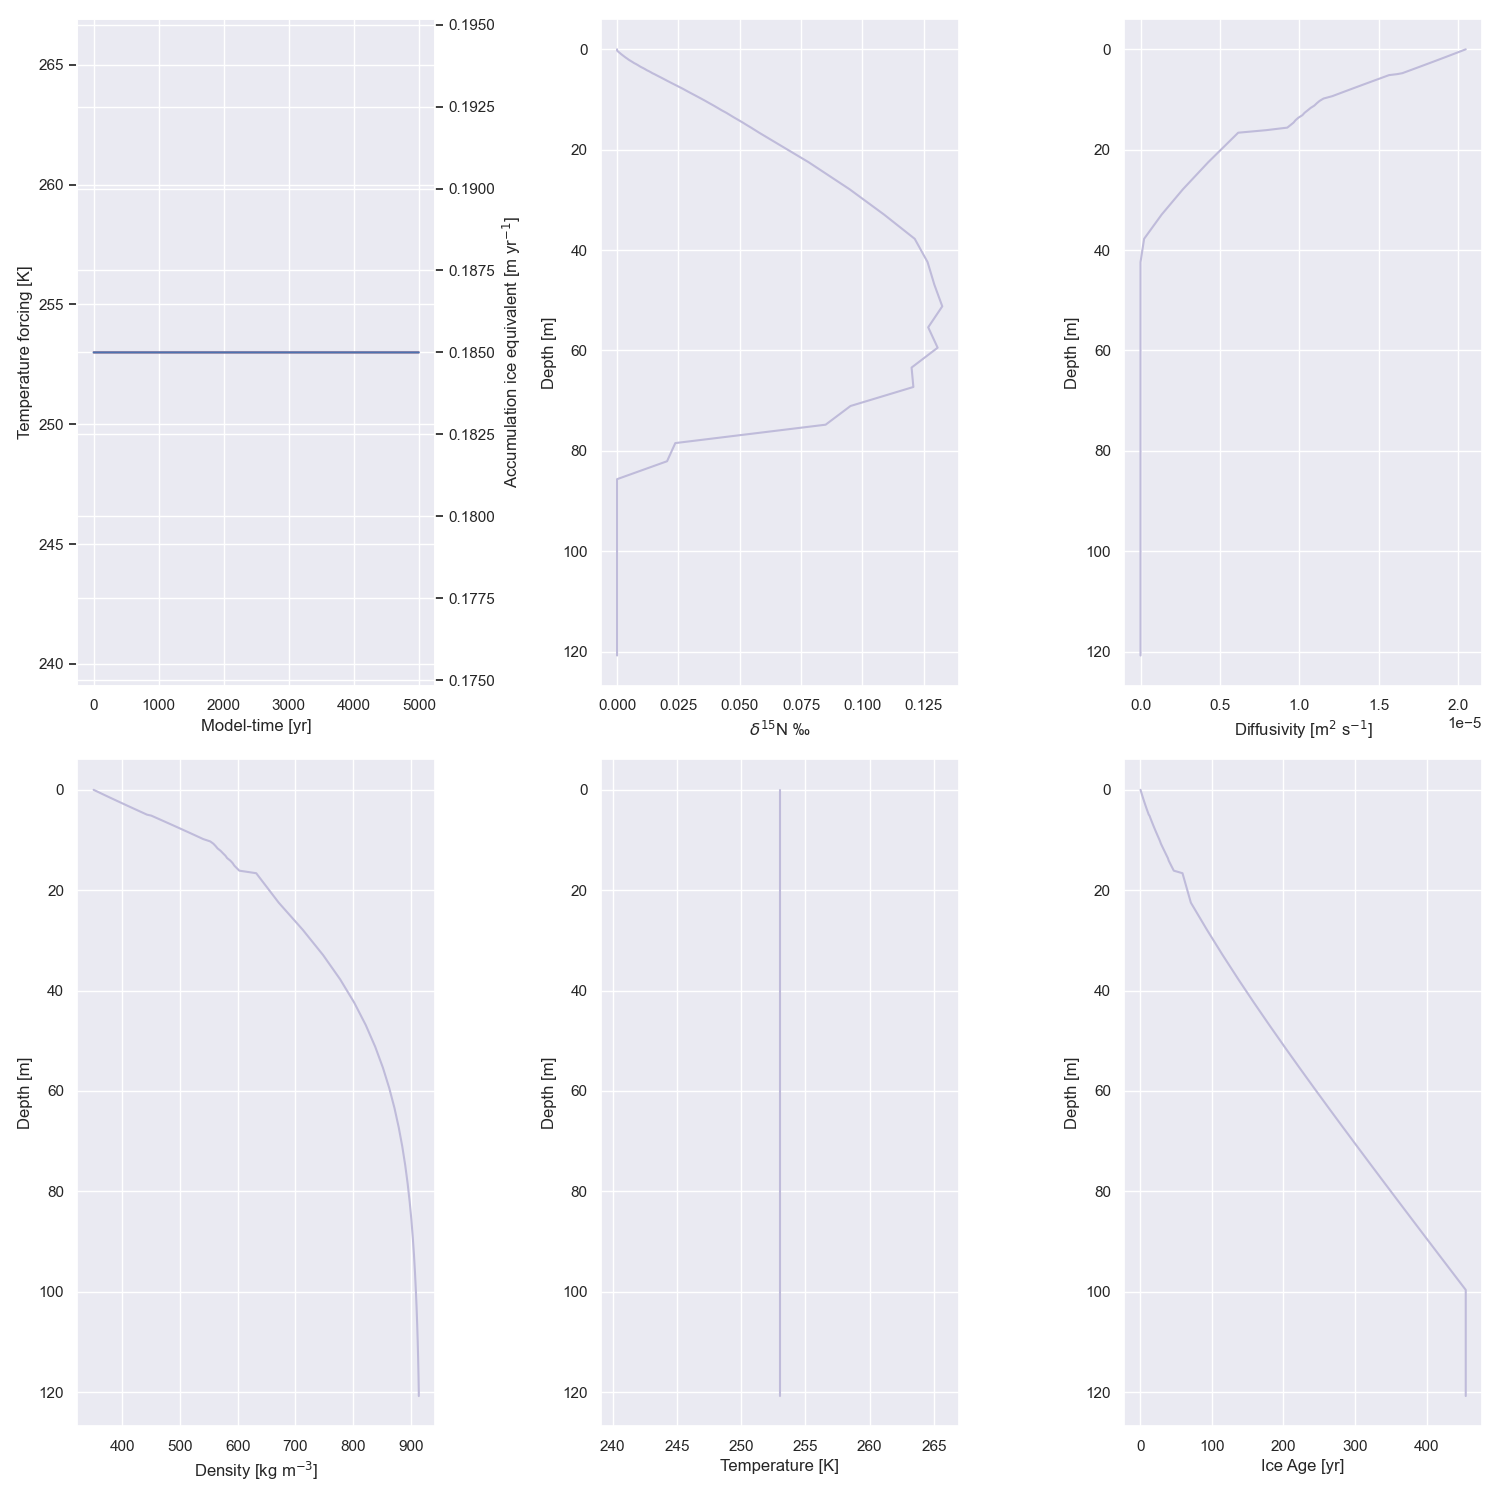 265
260
255
250
245
240
Temperature forcing [K]
0.1950
0.1925
0.1900
0.1875
0.1850
0.1825
0.1800
0.1775
0.1750
Accumulation ice equivalent [m yr⁻¹]
0 1000 2000 3000 4000 5000
Model-time [yr]
0
20
40
60
80
100
120
Depth [m]
0.000 0.025 0.050 0.075 0.100 0.125
δ¹⁵N ‰
0
20
40
60
80
100
120
Depth [m]
0.0 0.5 1.0 1.5 2.0
1e−5
Diffusivity [m² s⁻¹]
0
20
40
60
80
100
120
Depth [m]
400 500 600 700 800 900
Density [kg m⁻³]
0
20
40
60
80
100
120
Depth [m]
240 245 250 255 260 265
Temperature [K]
0
20
40
60
80
100
120
Depth [m]
0 100 200 300 400
Ice Age [yr]